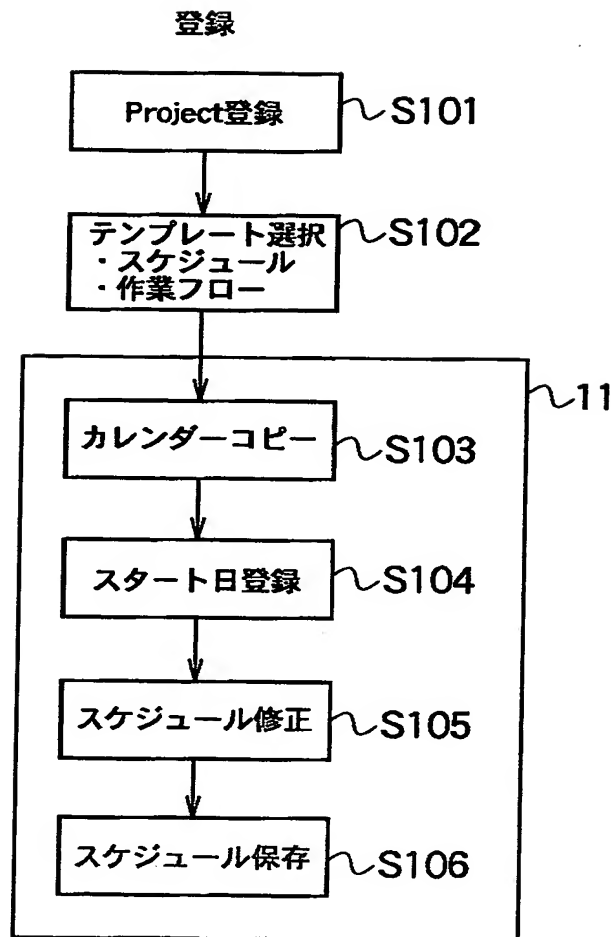 登録
Project登録
S101
テンプレート選択
・スケジュール
・作業フロー
S102
11
カレンダーコピー
S103
スタート日登録
S104
スケジュール修正
S105
スケジュール保存
S106